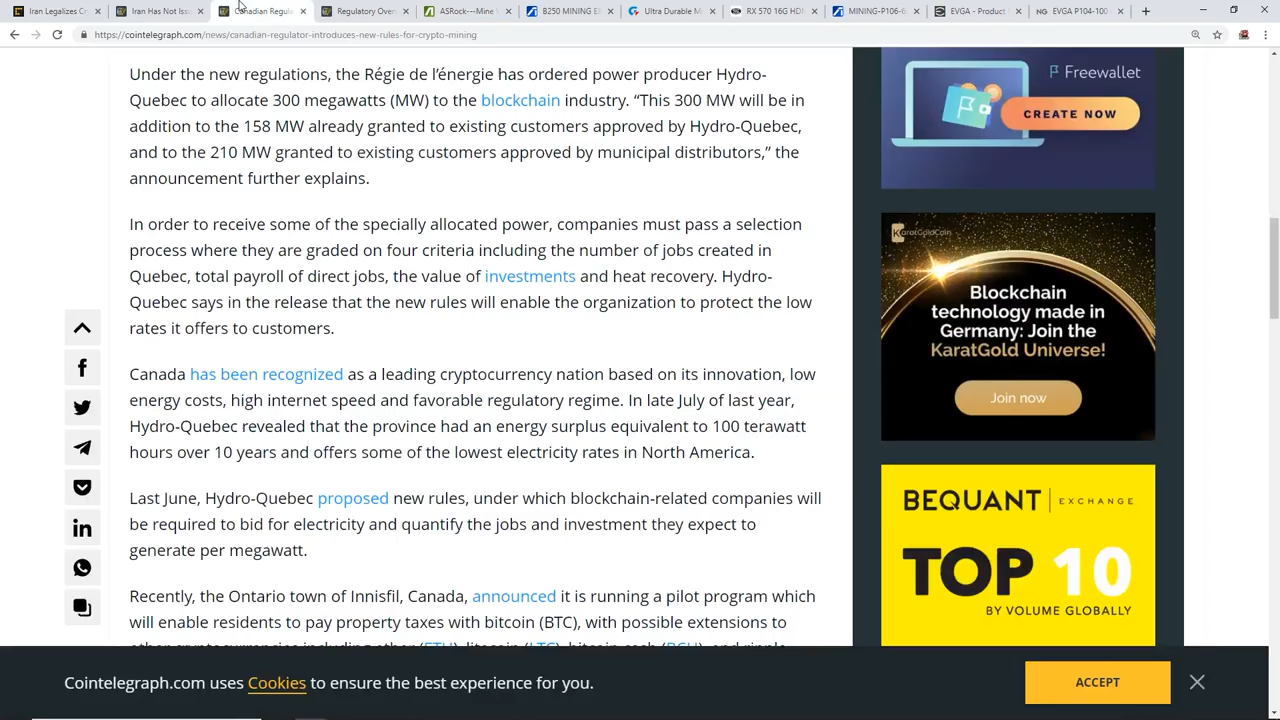 Iran Legalizes C
Iran Has Not Iss
Canadian Regul
Regulatory Over
ASRock---Mine
B250 MINING E
Ultra Durable M
RX 570 16G HDM
MINING-P106-6
EVGA - Product
EVGA P104-100
https://cointelegraph.com/news/canadian-regulator-introduces-new-rules-for-crypto-mining
Under the new regulations, the Régie de l’énergie has ordered power producer Hydro-
Quebec to allocate 300 megawatts (MW) to the blockchain industry. “This 300 MW will be in
addition to the 158 MW already granted to existing customers approved by Hydro-Quebec,
and to the 210 MW granted to existing customers approved by municipal distributors,” the
announcement further explains.
In order to receive some of the specially allocated power, companies must pass a selection
process where they are graded on four criteria including the number of jobs created in
Quebec, total payroll of direct jobs, the value of investments and heat recovery. Hydro-
Quebec says in the release that the new rules will enable the organization to protect the low
rates it offers to customers.
Canada has been recognized as a leading cryptocurrency nation based on its innovation, low
energy costs, high internet speed and favorable regulatory regime. In late July of last year,
Hydro-Quebec revealed that the province had an energy surplus equivalent to 100 terawatt
hours over 10 years and offers some of the lowest electricity rates in North America.
Last June, Hydro-Quebec proposed new rules, under which blockchain-related companies will
be required to bid for electricity and quantify the jobs and investment they expect to
generate per megawatt.
Recently, the Ontario town of Innisfil, Canada, announced it is running a pilot program which
will enable residents to pay property taxes with bitcoin (BTC), with possible extensions to
other cryptocurrencies including ether (ETH), litecoin (LTC), bitcoin cash (BCH), and ripple
Freewallet
CREATE NOW
KaratGoldCoin
Blockchain
technology made in
Germany: Join the
KaratGold Universe!
Join now
BEQUANT EXCHANGE
TOP 10
BY VOLUME GLOBALLY
Cointelegraph.com uses Cookies to ensure the best experience for you.
ACCEPT